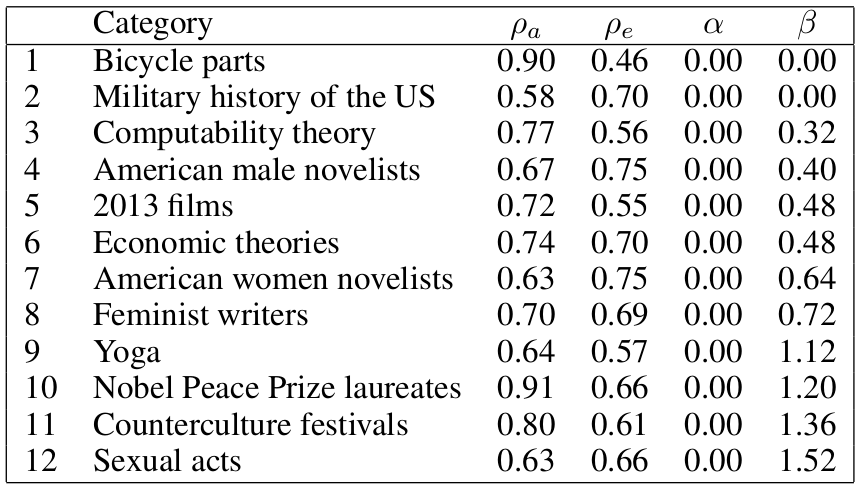 Category ρa ρe α β
1 Bicycle parts 0.90 0.46 0.00 0.00
2 Military history of the US 0.58 0.70 0.00 0.00
3 Computability theory 0.77 0.56 0.00 0.32
4 American male novelists 0.67 0.75 0.00 0.40
5 2013 films 0.72 0.55 0.00 0.48
6 Economic theories 0.74 0.70 0.00 0.48
7 American women novelists 0.63 0.75 0.00 0.64
8 Feminist writers 0.70 0.69 0.00 0.72
9 Yoga 0.64 0.57 0.00 1.12
10 Nobel Peace Prize laureates 0.91 0.66 0.00 1.20
11 Counterculture festivals 0.80 0.61 0.00 1.36
12 Sexual acts 0.63 0.66 0.00 1.52